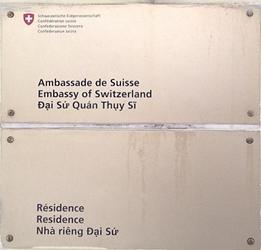 Schweizerische Eidgenossenschaft
Confédération suisse
Confederazione Svizzera
Confederaziun svizra
Ambassade de Suisse
Embassy of Switzerland
Đại Sứ Quán Thụy Sĩ
Résidence
Residence
Nhà riêng Đại Sứ